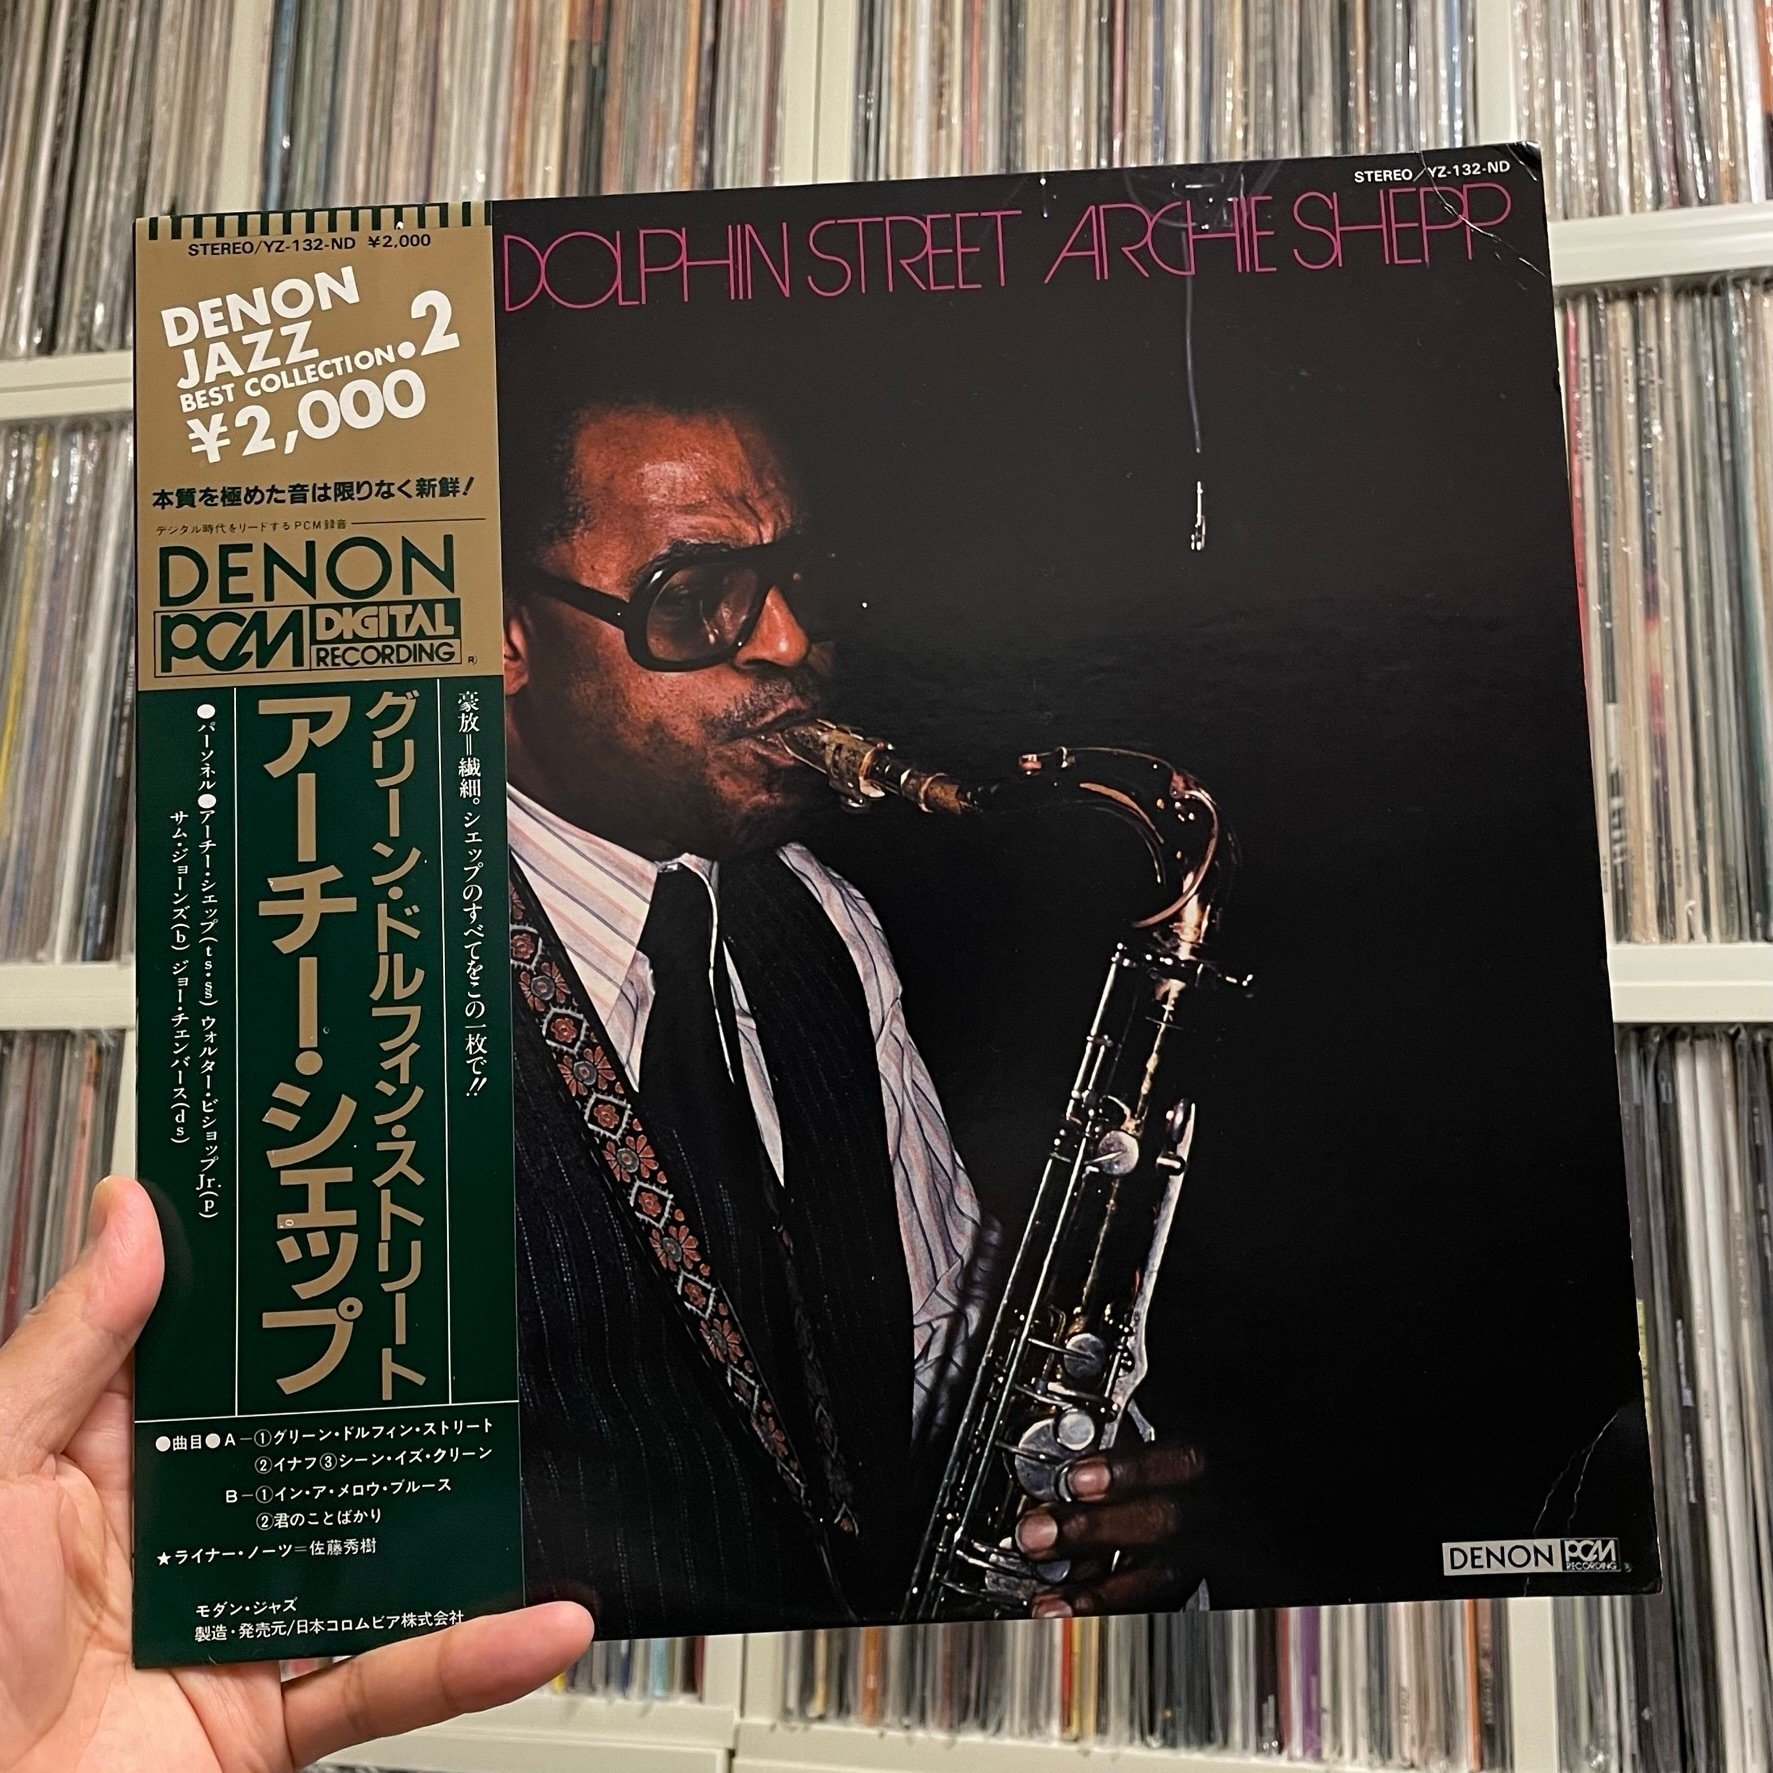 STEREO/YZ-132-ND ¥2,000
DENON
JAZZ
BEST COLLECTION.2
¥2,000
本質を極めた音は限りなく新鮮!
デジタル時代をリードするPCM録音
DENON
PCM DIGITAL
RECORDING
豪放=繊細。シェップのすべてをこの一枚で!!
グリーン・ドルフィン・ストリート
アーチー・シェップ
●パーソネル●アーチー・シェップ(ts・ss) ウォルター・ビショップJr.(p)
サム・ジョーンズ(b) ジョー・チェンバース(ds)
●曲目●A−①グリーン・ドルフィン・ストリート
②イナフ③シーン・イズ・クリーン
B−①イン・ア・メロウ・ブルース
②君のことばかり
★ライナー・ノーツ=佐藤秀樹
モダン・ジャズ
製造・発売元/日本コロムビア株式会社
STEREO/YZ-132-ND
DOLPHIN STREET ARCHIE SHEPP
DENON PCM
RECORDING